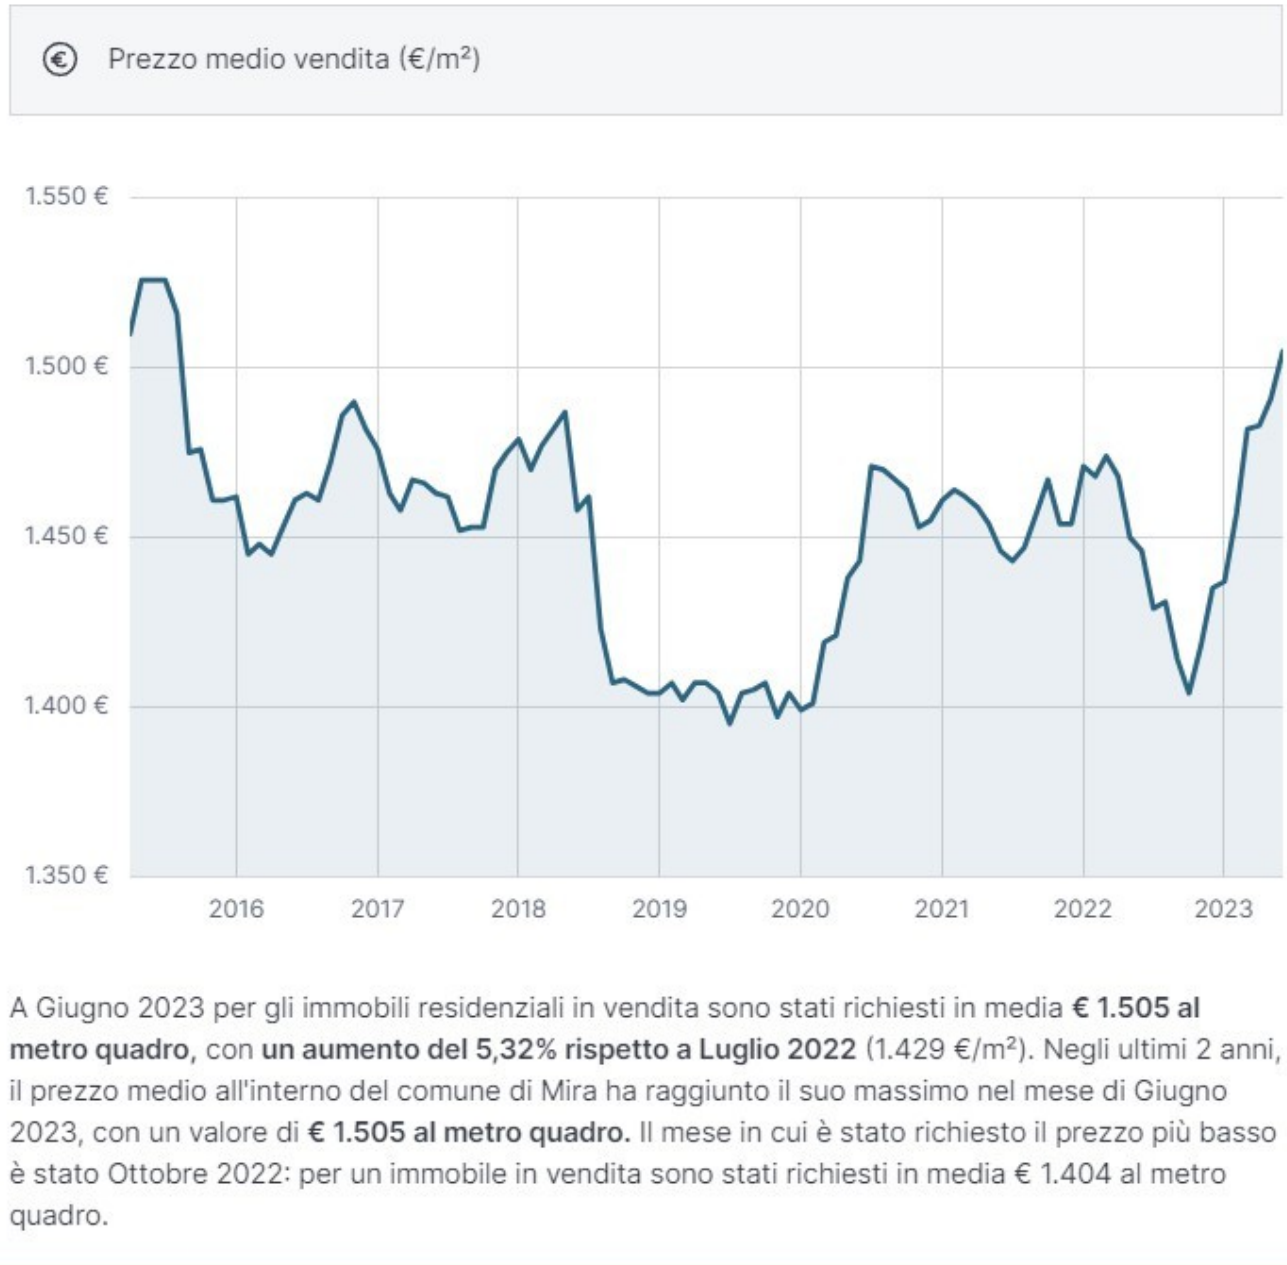 Prezzo medio vendita (€/m²)
1.550 €
1.500 €
1.450 €
1.400 €
1.350 €
2016 2017 2018 2019 2020 2021 2022 2023
A Giugno 2023 per gli immobili residenziali in vendita sono stati richiesti in media € 1.505 al
metro quadro, con un aumento del 5,32% rispetto a Luglio 2022 (1.429 €/m²). Negli ultimi 2 anni,
il prezzo medio all'interno del comune di Mira ha raggiunto il suo massimo nel mese di Giugno
2023, con un valore di € 1.505 al metro quadro. Il mese in cui è stato richiesto il prezzo più basso
è stato Ottobre 2022: per un immobile in vendita sono stati richiesti in media € 1.404 al metro
quadro.